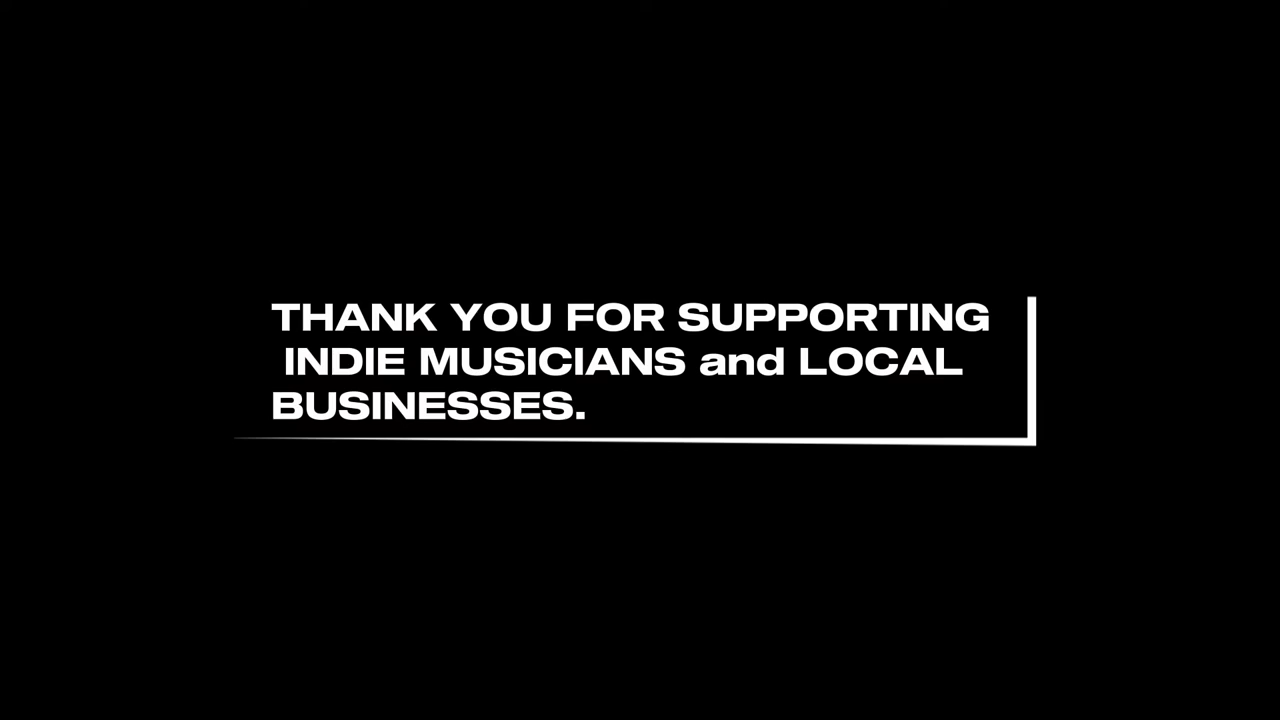 THANK YOU FOR SUPPORTING
INDIE MUSICIANS and LOCAL
BUSINESSES.